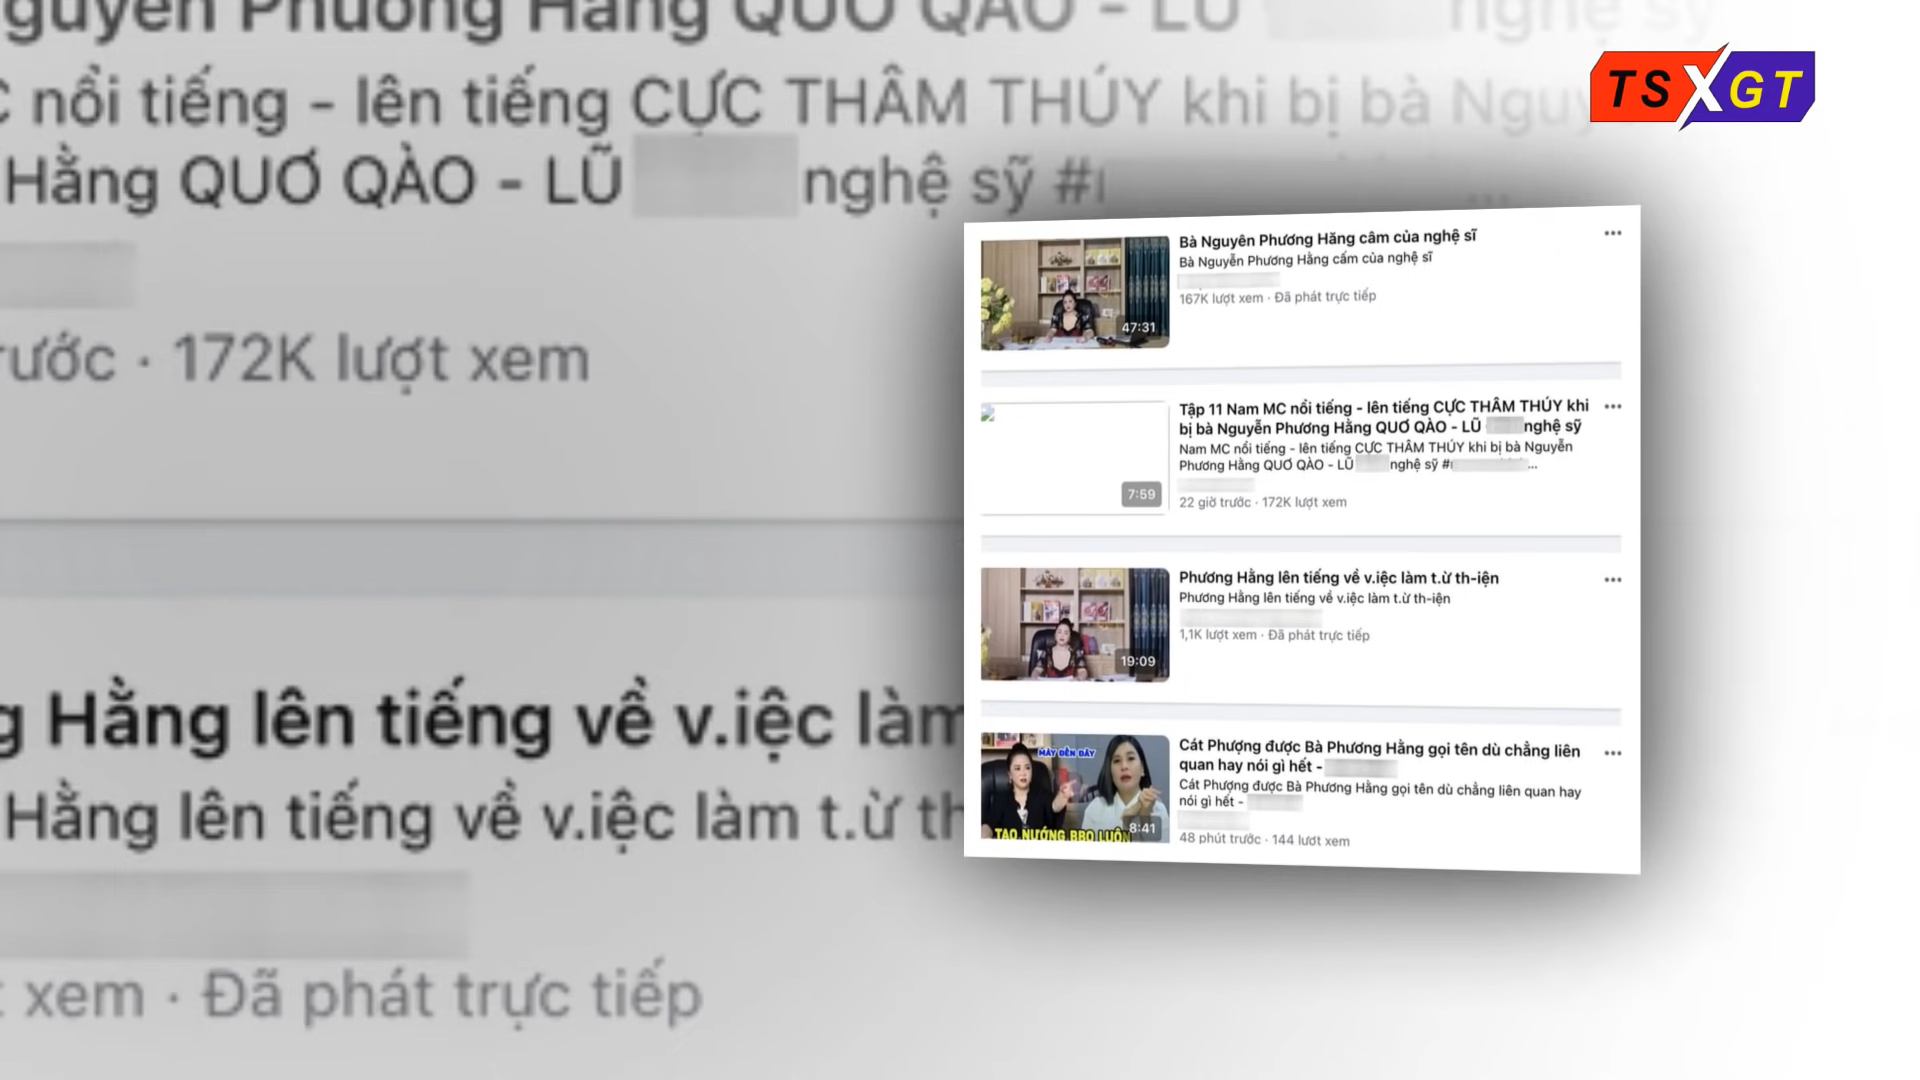 guyễn Phương Hằng QUƠ QÀO - LŨ nghệ sỹ
C nổi tiếng - lên tiếng CỰC THÂM THÚY khi bị bà Nguy
Hằng QUƠ QÀO - LŨ nghệ sỹ #
rước · 172K lượt xem
g Hằng lên tiếng về v.iệc làm
Hằng lên tiếng về v.iệc làm t.ừ th
t xem · Đã phát trực tiếp
TSXGT
Bà Nguyễn Phương Hằng cấm của nghệ sĩ
Bà Nguyễn Phương Hằng cấm của nghệ sĩ
167K lượt xem · Đã phát trực tiếp
47:31
Tập 11 Nam MC nổi tiếng - lên tiếng CỰC THÂM THÚY khi
bị bà Nguyễn Phương Hằng QUƠ QÀO - LŨ nghệ sỹ
Nam MC nổi tiếng - lên tiếng CỰC THÂM THÚY khi bị bà Nguyễn
Phương Hằng QUƠ QÀO - LŨ nghệ sỹ #...
7:59
22 giờ trước · 172K lượt xem
Phương Hằng lên tiếng về v.iệc làm t.ừ th-iện
Phương Hằng lên tiếng về v.iệc làm t.ừ th-iện
1,1K lượt xem · Đã phát trực tiếp
19:09
Cát Phượng được Bà Phương Hằng gọi tên dù chẳng liên
quan hay nói gì hết -
Cát Phượng được Bà Phương Hằng gọi tên dù chẳng liên quan hay
nói gì hết -
48 phút trước · 144 lượt xem
MÀY ĐẾN ĐÂY
TAO NƯỚNG BBQ LUÔN
8:41